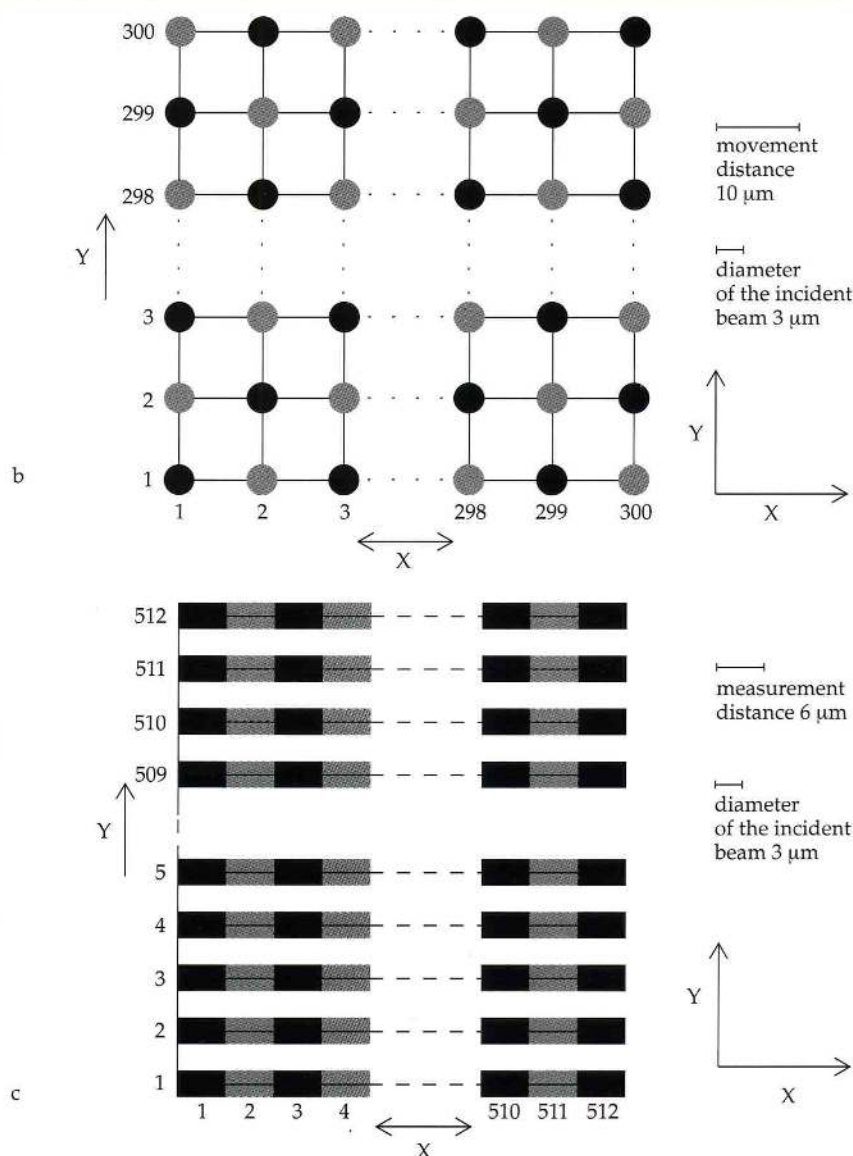 300
299
298
movement
distance
10 µm
Y
diameter
of the incident
beam 3 µm
3
2
Y
b
1
1 2 3 298 299 300
X
X
512
511
510
509
measurement
distance 6 µm
diameter
of the incident
beam 3 µm
Y
5
4
3
Y
2
c
1
1 2 3 4 510 511 512
X
X